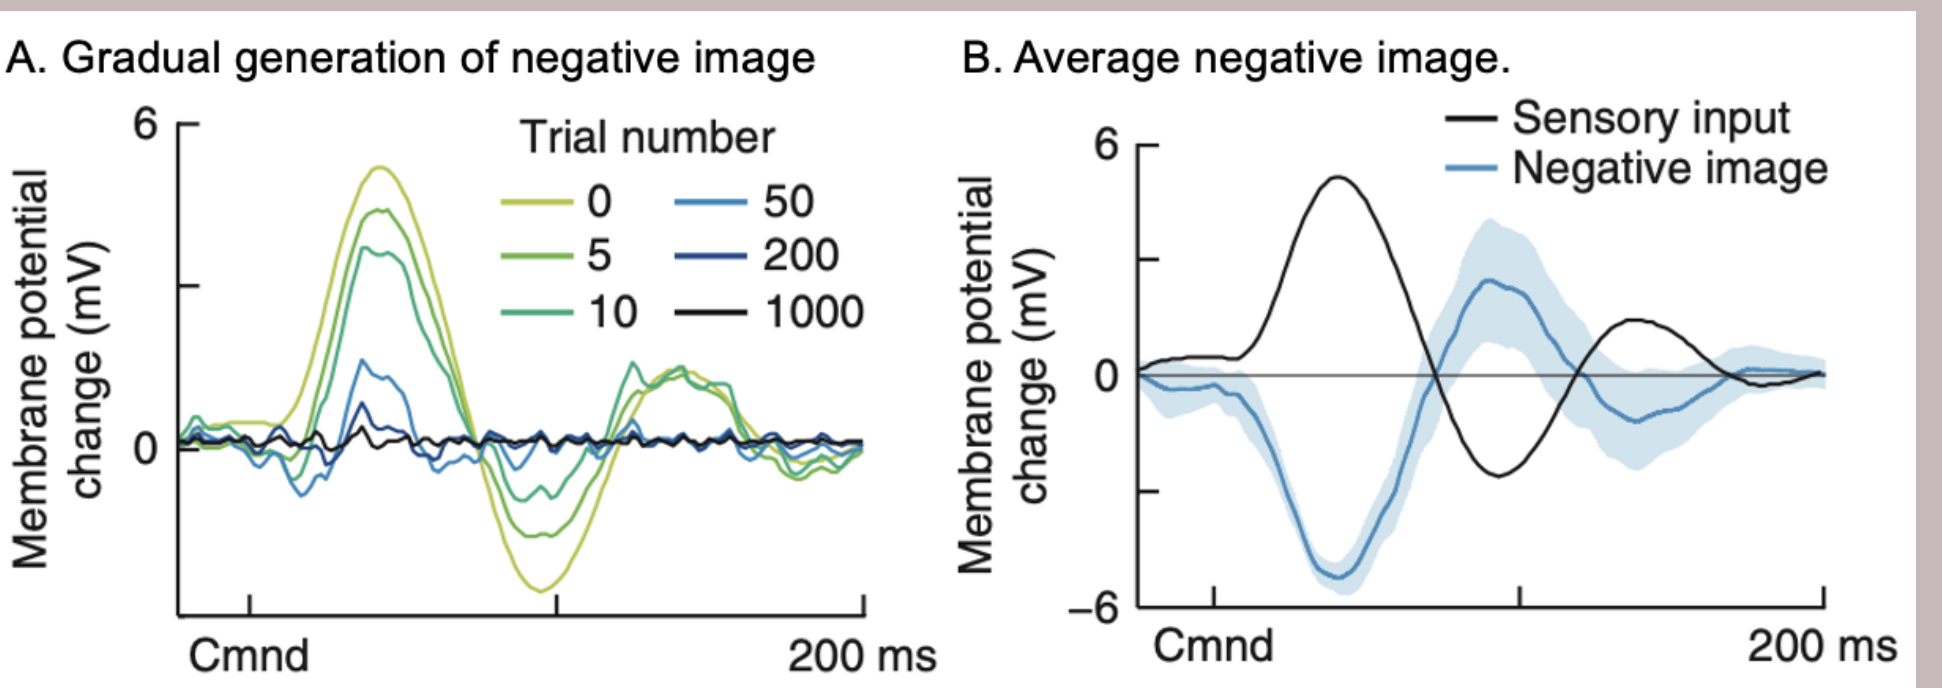 A. Gradual generation of negative image
6
0
Membrane potential
change (mV)
Trial number
0
50
5
200
10
1000
Cmnd
200 ms
B. Average negative image.
Sensory input
Negative image
6
0
−6
Membrane potential
change (mV)
Cmnd
200 ms